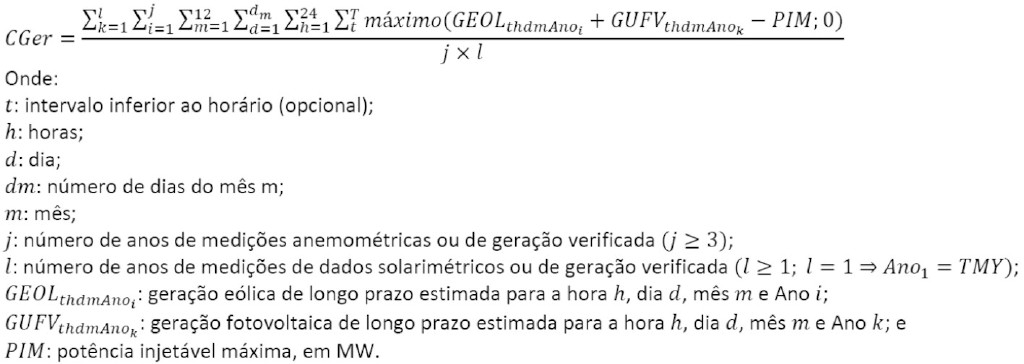 CGer = \frac{\sum_{k=1}^{l} \sum_{i=1}^{j} \sum_{m=1}^{12} \sum_{d=1}^{d_m} \sum_{h=1}^{24} \sum_{t}^{T} máximo(GEOL_{thdmAno_i} + GUFV_{thdmAno_k} − PIM; 0)}{j × l}
Onde:
t: intervalo inferior ao horário (opcional);
h: horas;
d: dia;
dm: número de dias do mês m;
m: mês;
j: número de anos de medições anemométricas ou de geração verificada (j ≥ 3);
l: número de anos de medições de dados solarimétricos ou de geração verificada (l ≥ 1; l = 1 ⇒ Ano_1 = TMY);
GEOL_{thdmAno_i}: geração eólica de longo prazo estimada para a hora h, dia d, mês m e Ano i;
GUFV_{thdmAno_k}: geração fotovoltaica de longo prazo estimada para a hora h, dia d, mês m e Ano k; e
PIM: potência injetável máxima, em MW.